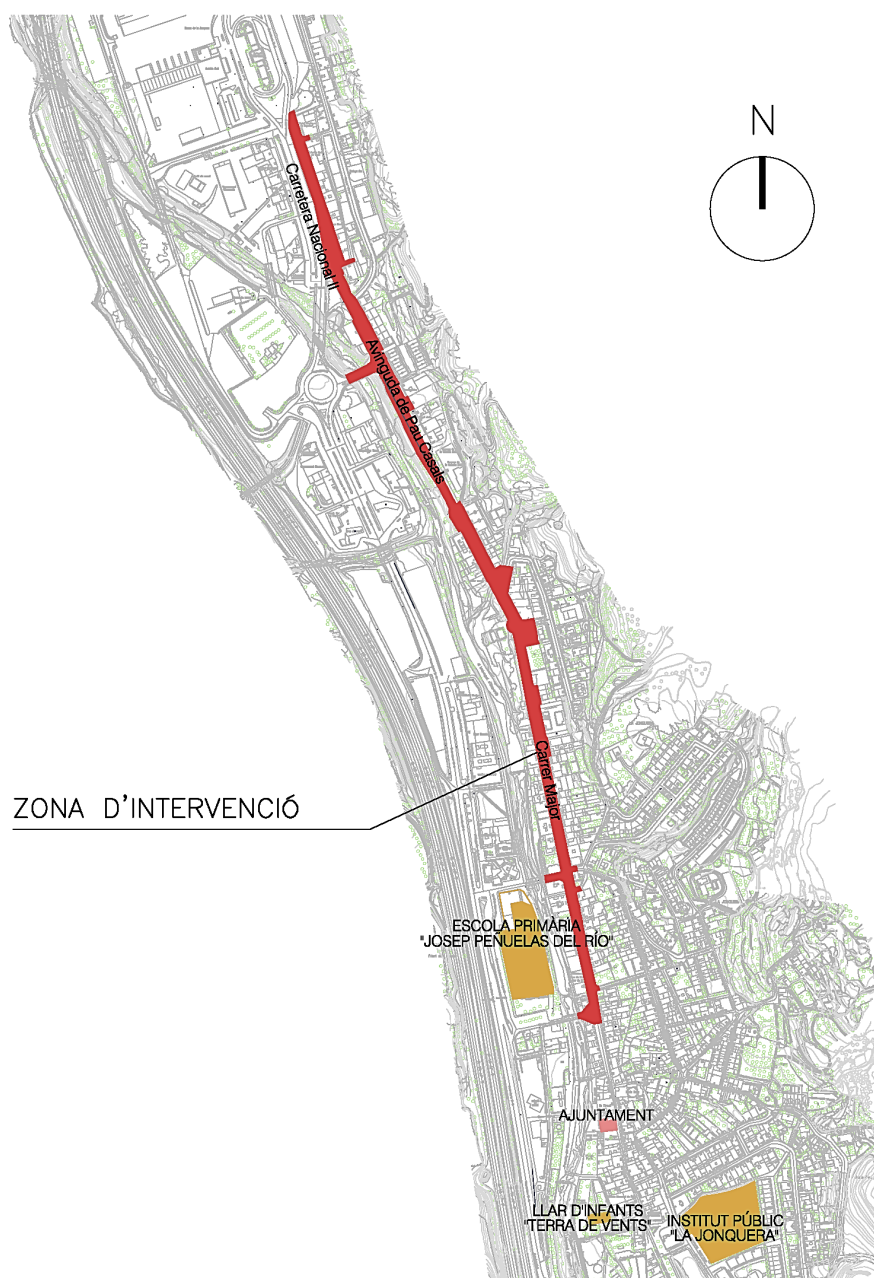 N
Carretera Nacional II
Avinguda de Pau Casals
Carrer Major
ZONA D'INTERVENCIÓ
ESCOLA PRIMÀRIA
"JOSEP PEÑUELAS DEL RÍO"
AJUNTAMENT
LLAR D'INFANTS
"TERRA DE VENTS"
INSTITUT PÚBLIC
"LA JONQUERA"